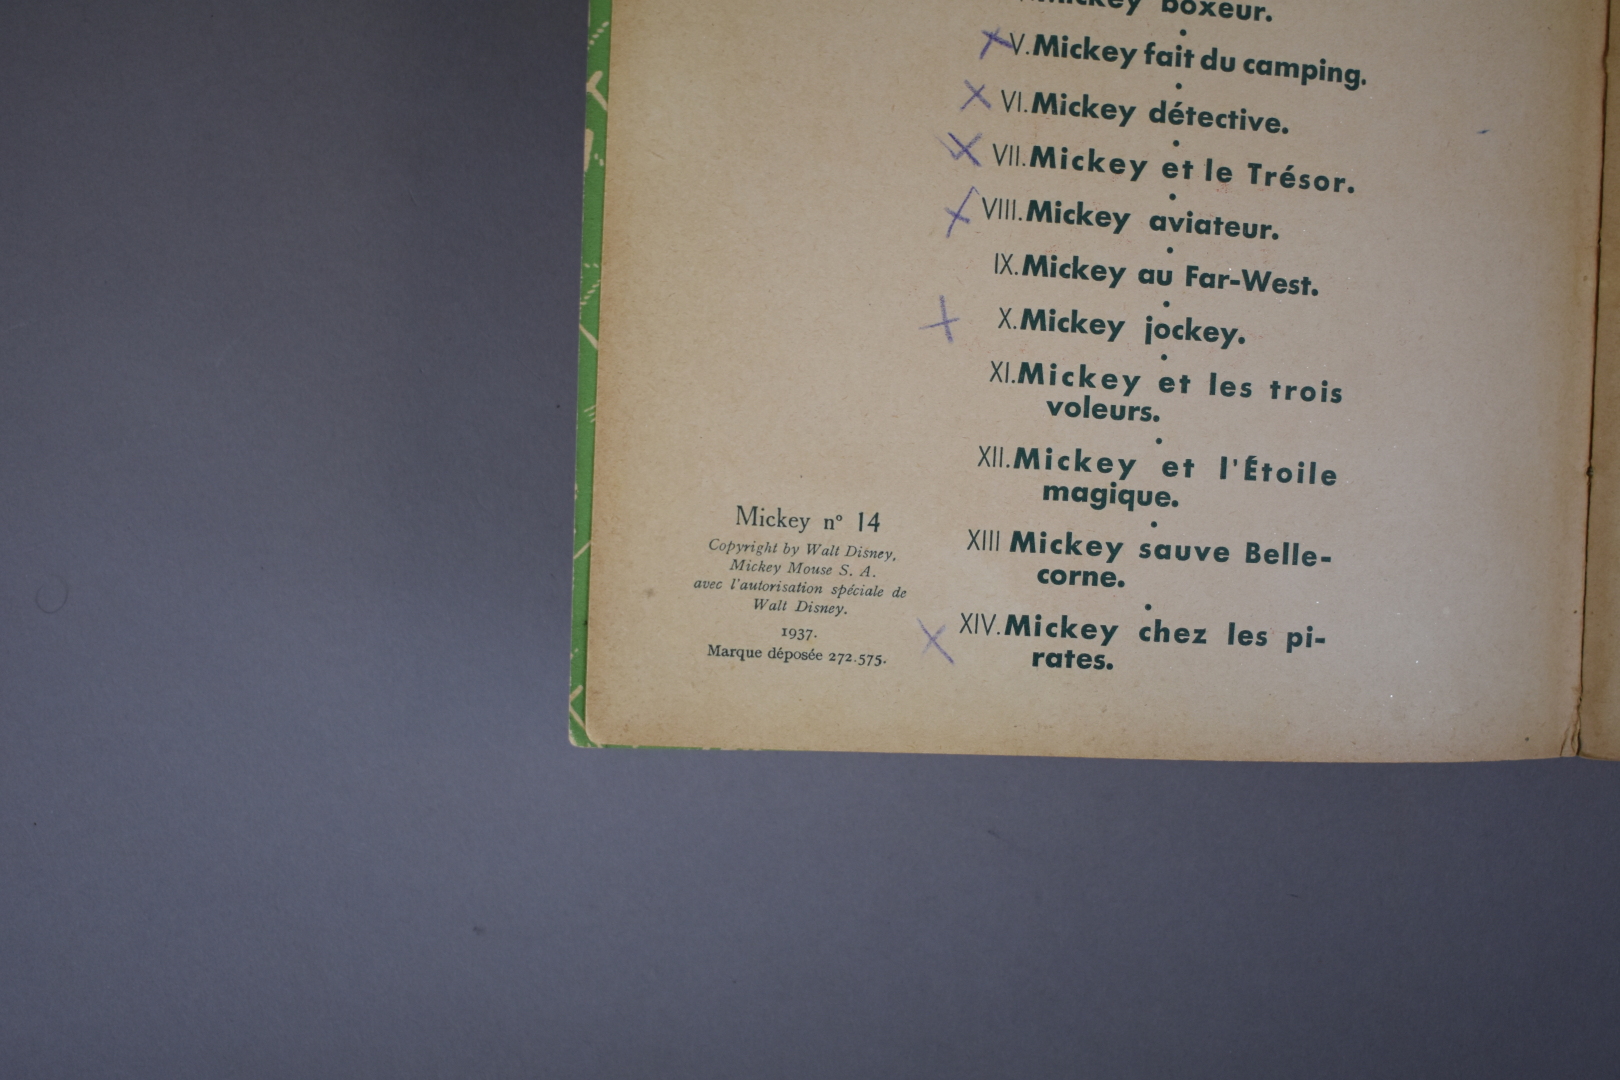 Mickey boxeur.
V. Mickey fait du camping.
VI. Mickey détective.
VII. Mickey et le Trésor.
VIII. Mickey aviateur.
IX. Mickey au Far-West.
X. Mickey jockey.
XI. Mickey et les trois
voleurs.
XII. Mickey et l'Étoile
magique.
XIII Mickey sauve Belle-
corne.
XIV. Mickey chez les pi-
rates.
Mickey nº 14
Copyright by Walt Disney,
Mickey Mouse S. A.
avec l'autorisation spéciale de
Walt Disney.
1937.
Marque déposée 272.575.